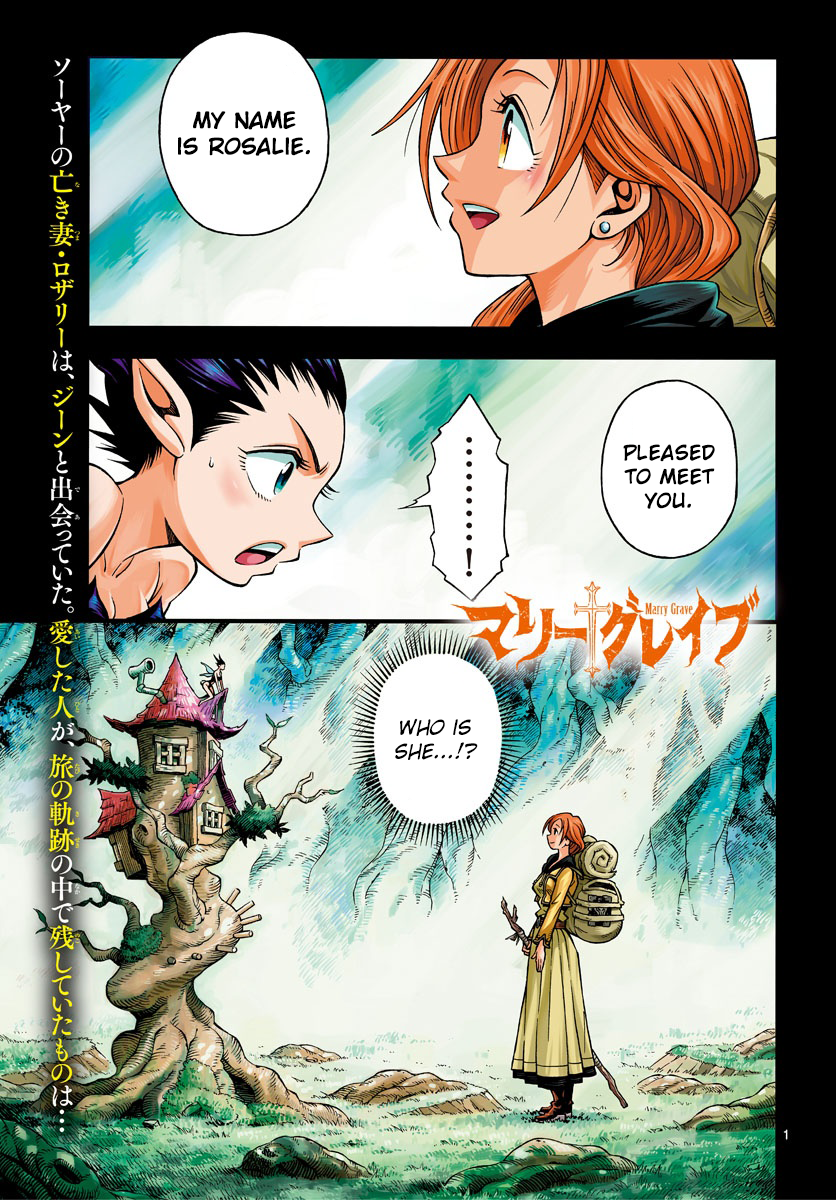 MY NAME
IS ROSALIE.
PLEASED
TO MEET
YOU.
・・・・・・・・・!
Marry Grave
マリーグレイブ
WHO IS
SHE...!?
ソーヤーの亡き妻・ロザリーは、ジーンと出会っていた。愛した人が、旅の軌跡の中で残していたものは…
1